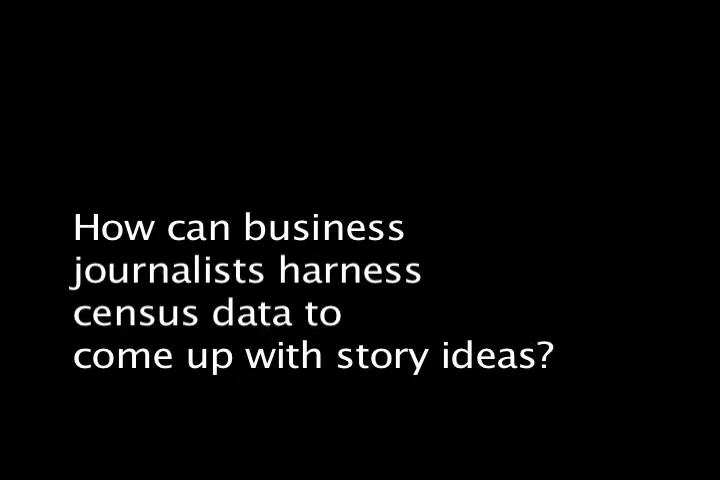 How can business
journalists harness
census data to
come up with story ideas?